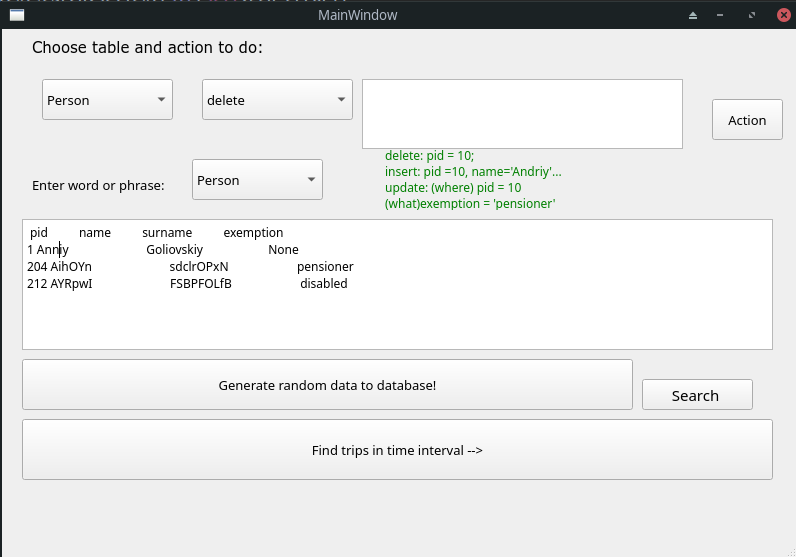 MainWindow
Choose table and action to do:
Person
delete
Action
delete: pid = 10;
insert: pid =10, name='Andriy'...
update: (where) pid = 10
(what)exemption = 'pensioner'
Enter word or phrase:
Person
pid name surname exemption
1 Anniy Goliovskiy None
204 AihOYn sdclrOPxN pensioner
212 AYRpwI FSBPFOLfB disabled
Generate random data to database!
Search
Find trips in time interval -->